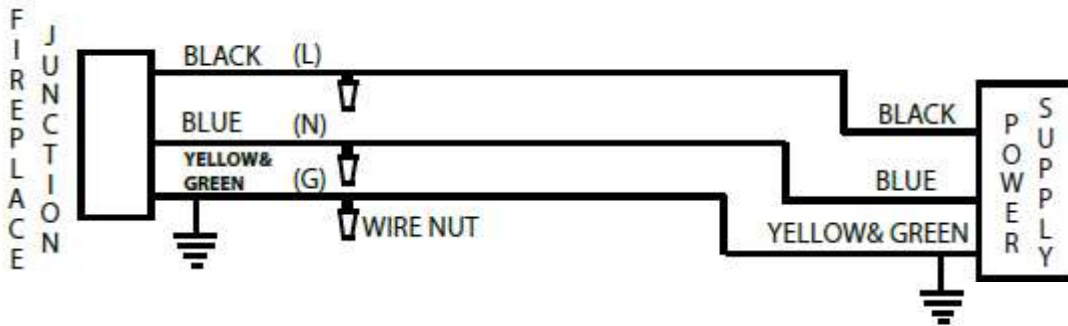 FIREPLACE
JUNCTION
BLACK (L)
BLUE (N)
YELLOW&
GREEN (G)
WIRE NUT
BLACK
BLUE
YELLOW& GREEN
POWER
SUPPLY